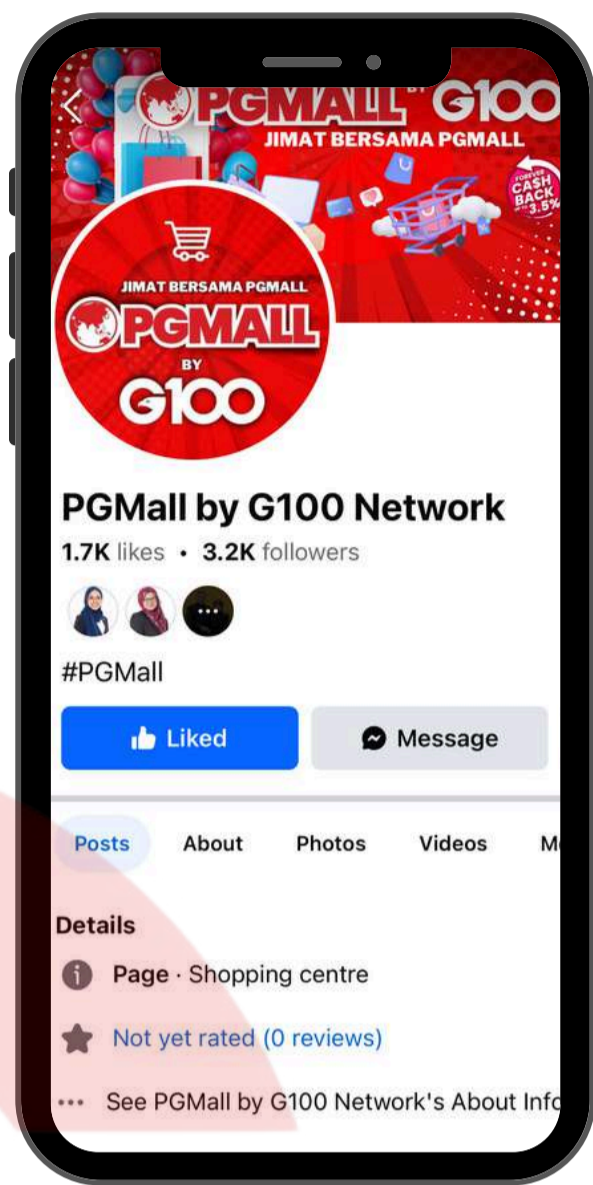 PGMALL BY G100
JIMAT BERSAMA PGMALL
FOREVER
CASH
BACK
3.5%
JIMAT BERSAMA PGMALL
PGMALL
BY
G100
PGMall by G100 Network
1.7K likes • 3.2K followers
#PGMall
Liked
Message
Posts About Photos Videos
Details
Page · Shopping centre
Not yet rated (0 reviews)
See PGMall by G100 Network's About Info